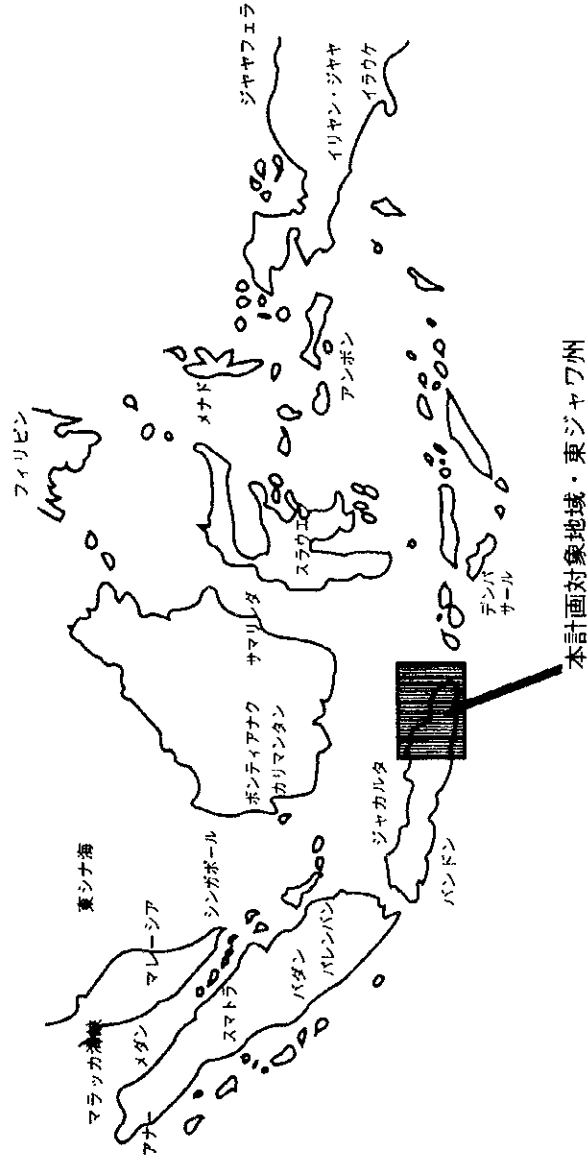 東シナ海
フィリピン
マラッカ海峡
マレーシア
シンガポール
メダン
アナー
スマトラ
パダン
パレンバン
ポンティアナク
カリマンタン
サマリンダ
メナド
スラウエシ
アンボン
ジャヤフェラ
イリヤン・ジャヤ
イラウケ
ジャカルタ
バンドン
デンパ
サール
本計画対象地域・東ジャワ州